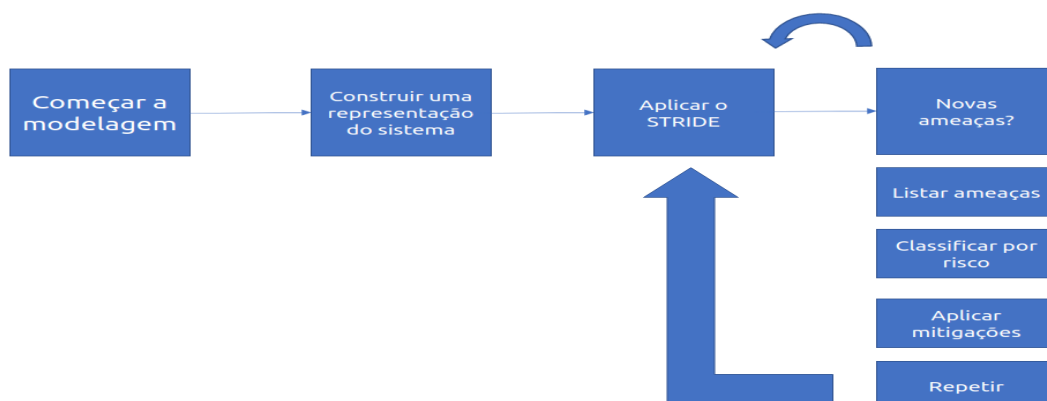 Começar a
modelagem
Construir uma
representação
do sistema
Aplicar o
STRIDE
Novas
ameaças?
Listar ameaças
Classificar por
risco
Aplicar
mitigações
Repetir